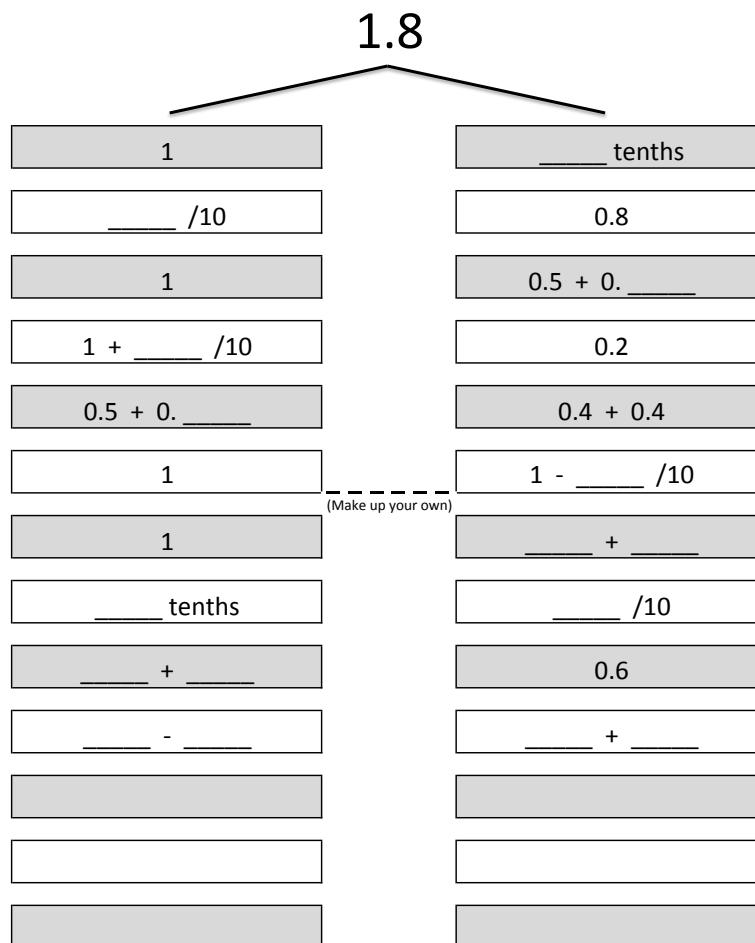 1.8
1 _____ tenths
_____ /10 0.8
1 0.5 + 0. _____
1 + _____ /10 0.2
0.5 + 0. _____ 0.4 + 0.4
1 1 - _____ /10
(Make up your own)
1 _____ + _____
_____ tenths _____ /10
_____ + _____ 0.6
_____ - _____ _____ + _____